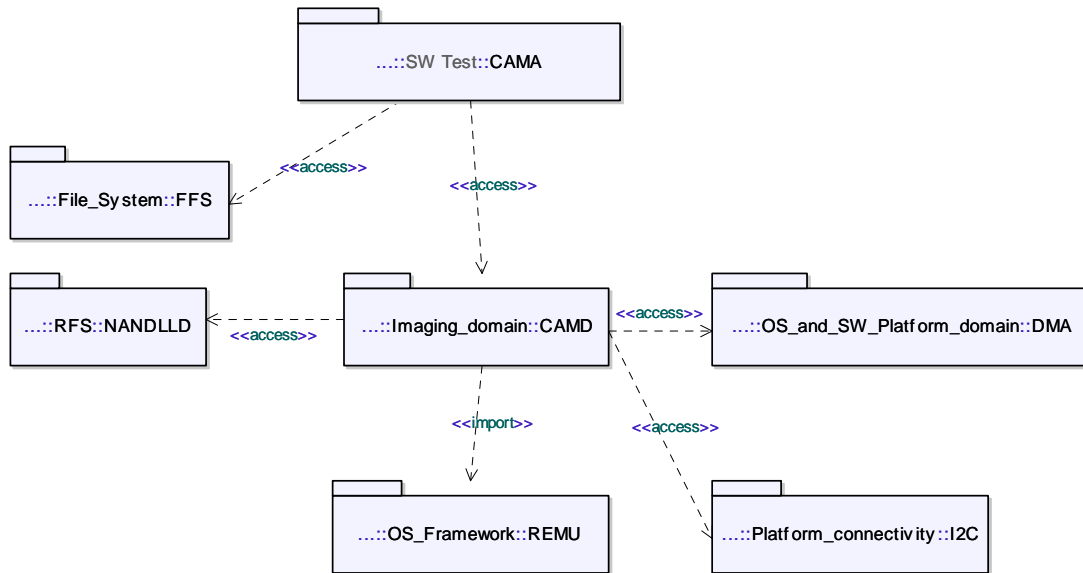 ...::SW Test::CAMA
<<access>>
<<access>>
...::File_System::FFS
...::RFS::NANDLLD
<<access>>
...::Imaging_domain::CAMD
<<access>>
...::OS_and_SW_Platform_domain::DMA
<<import>>
<<access>>
...::OS_Framework::REMU
...::Platform_connectivity::I2C